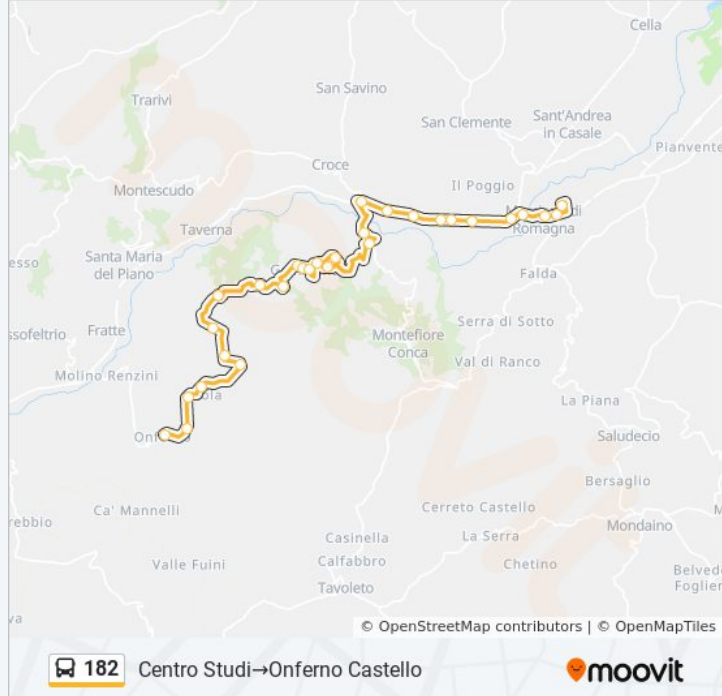 Cella
Trarivi
San Savino
Sant'Andrea
in Casale
San Clemente
Pianvente
Croce
Il Poggio
Montescudo
Romagna
Taverna
Santa Maria
del Piano
esso
Falda
ssofeltrio
Fratte
Serra di Sotto
Montefiore
Conca
Val di Ranco
Molino Renzini
La Piana
Saludecio
Bersaglio
Ca' Mannelli
Cerreto Castello
rebbio
Mondaino
Casinella
La Serra
Valle Fuini
Calfabbro
Chetino
Belved
Foglien
Tavoleto
va
© OpenStreetMap contributors | © OpenMapTiles
182 Centro Studi→Onferno Castello
moovit